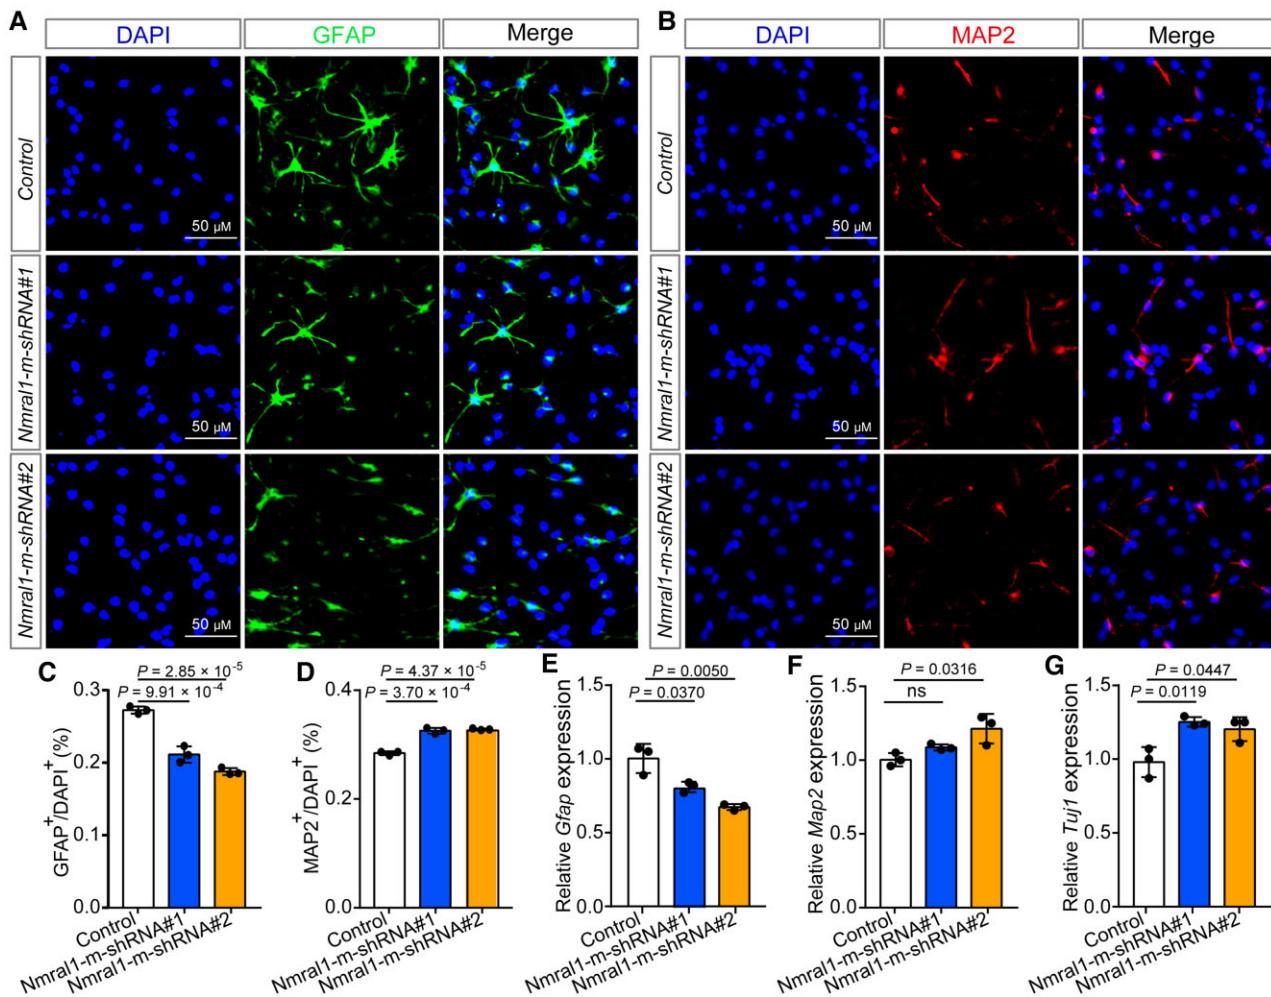 A
DAPI
GFAP
Merge
Control
50 µM
Nmral1-m-shRNA#1
50 µM
Nmral1-m-shRNA#2
50 µM
B
DAPI
MAP2
Merge
Control
50 µM
Nmral1-m-shRNA#1
50 µM
Nmral1-m-shRNA#2
50 µM
C
P = 2.85 × 10⁻⁵
P = 9.91 × 10⁻⁴
GFAP⁺/DAPI⁺(%)
0.3
0.2
0.1
0.0
Control
Nmral1-m-shRNA#1
Nmral1-m-shRNA#2
D
P = 4.37 × 10⁻⁵
P = 3.70 × 10⁻⁴
MAP2⁺/DAPI⁺(%)
0.4
0.2
0.0
Control
Nmral1-m-shRNA#1
Nmral1-m-shRNA#2
E
P = 0.0050
P = 0.0370
Relative Gfap expression
1.5
1.0
0.5
0.0
Control
Nmral1-m-shRNA#1
Nmral1-m-shRNA#2
F
P = 0.0316
ns
Relative Map2 expression
1.5
1.0
0.5
0.0
Control
Nmral1-m-shRNA#1
Nmral1-m-shRNA#2
G
P = 0.0447
P = 0.0119
Relative Tuj1 expression
1.5
1.0
0.5
0.0
Control
Nmral1-m-shRNA#1
Nmral1-m-shRNA#2